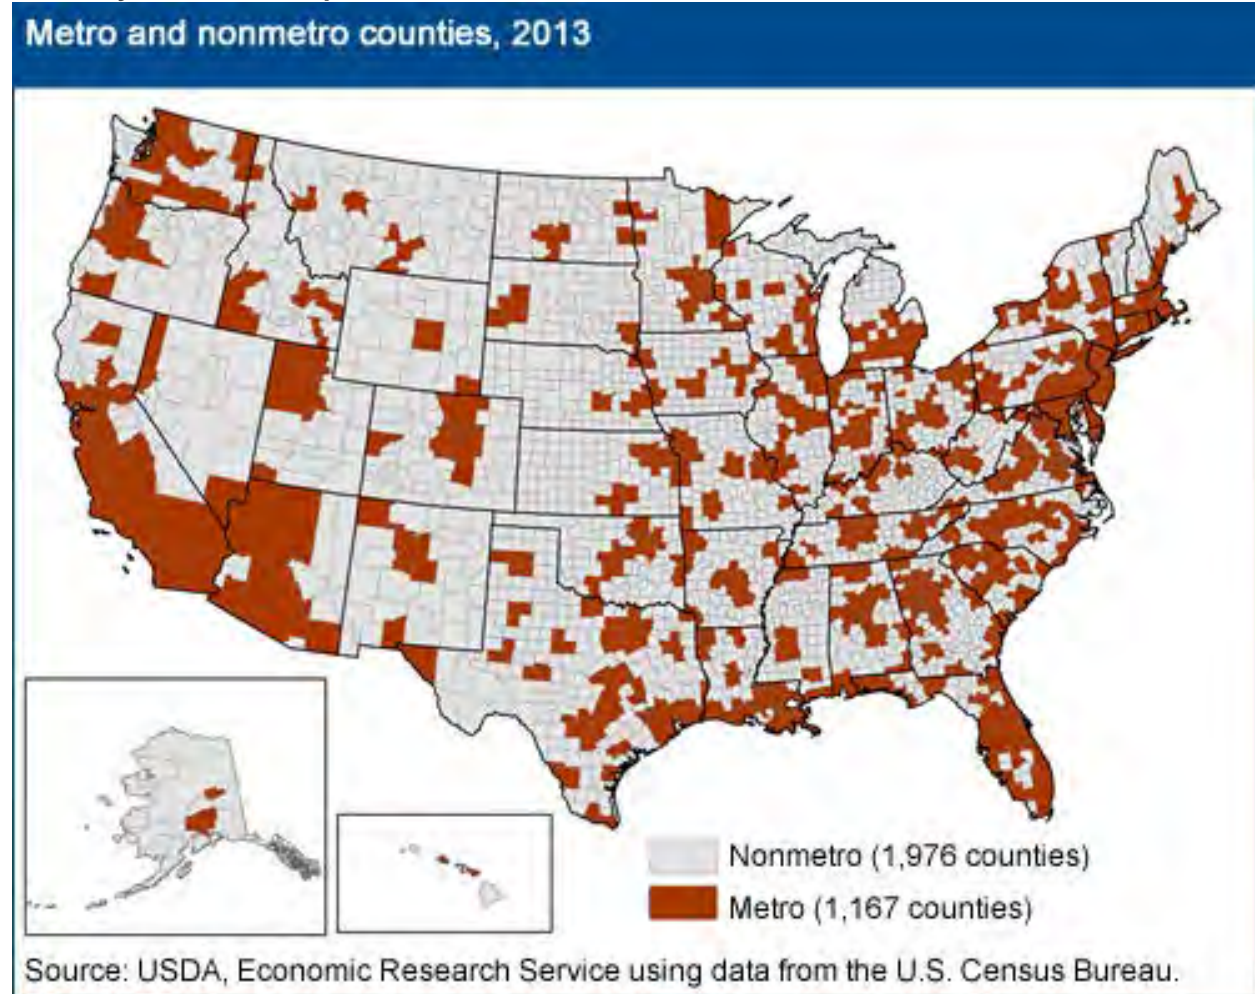 Metro and nonmetro counties, 2013
Nonmetro (1,976 counties)
Metro (1,167 counties)
Source: USDA, Economic Research Service using data from the U.S. Census Bureau.